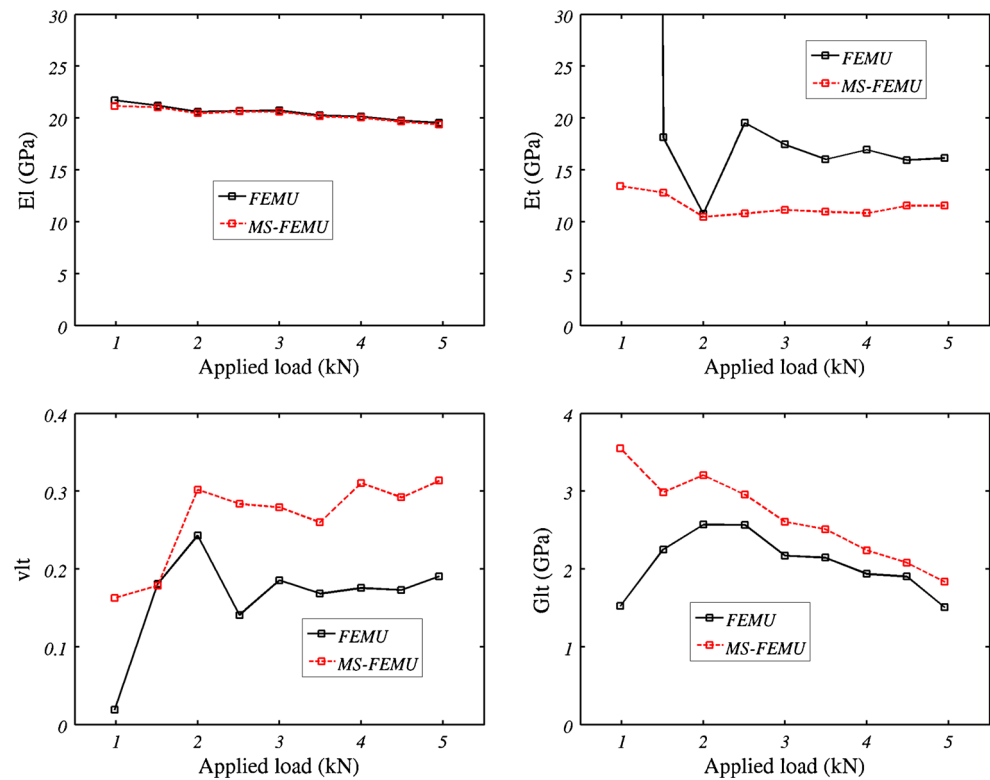 30
25
20
15
10
5
0
El (GPa)
FEMU
MS-FEMU
1 2 3 4 5
Applied load (kN)
30
25
20
15
10
5
0
Et (GPa)
FEMU
MS-FEMU
1 2 3 4 5
Applied load (kN)
0.4
0.3
0.2
0.1
0
vlt
FEMU
MS-FEMU
1 2 3 4 5
Applied load (kN)
4
3
2
1
0
Glt (GPa)
FEMU
MS-FEMU
1 2 3 4 5
Applied load (kN)